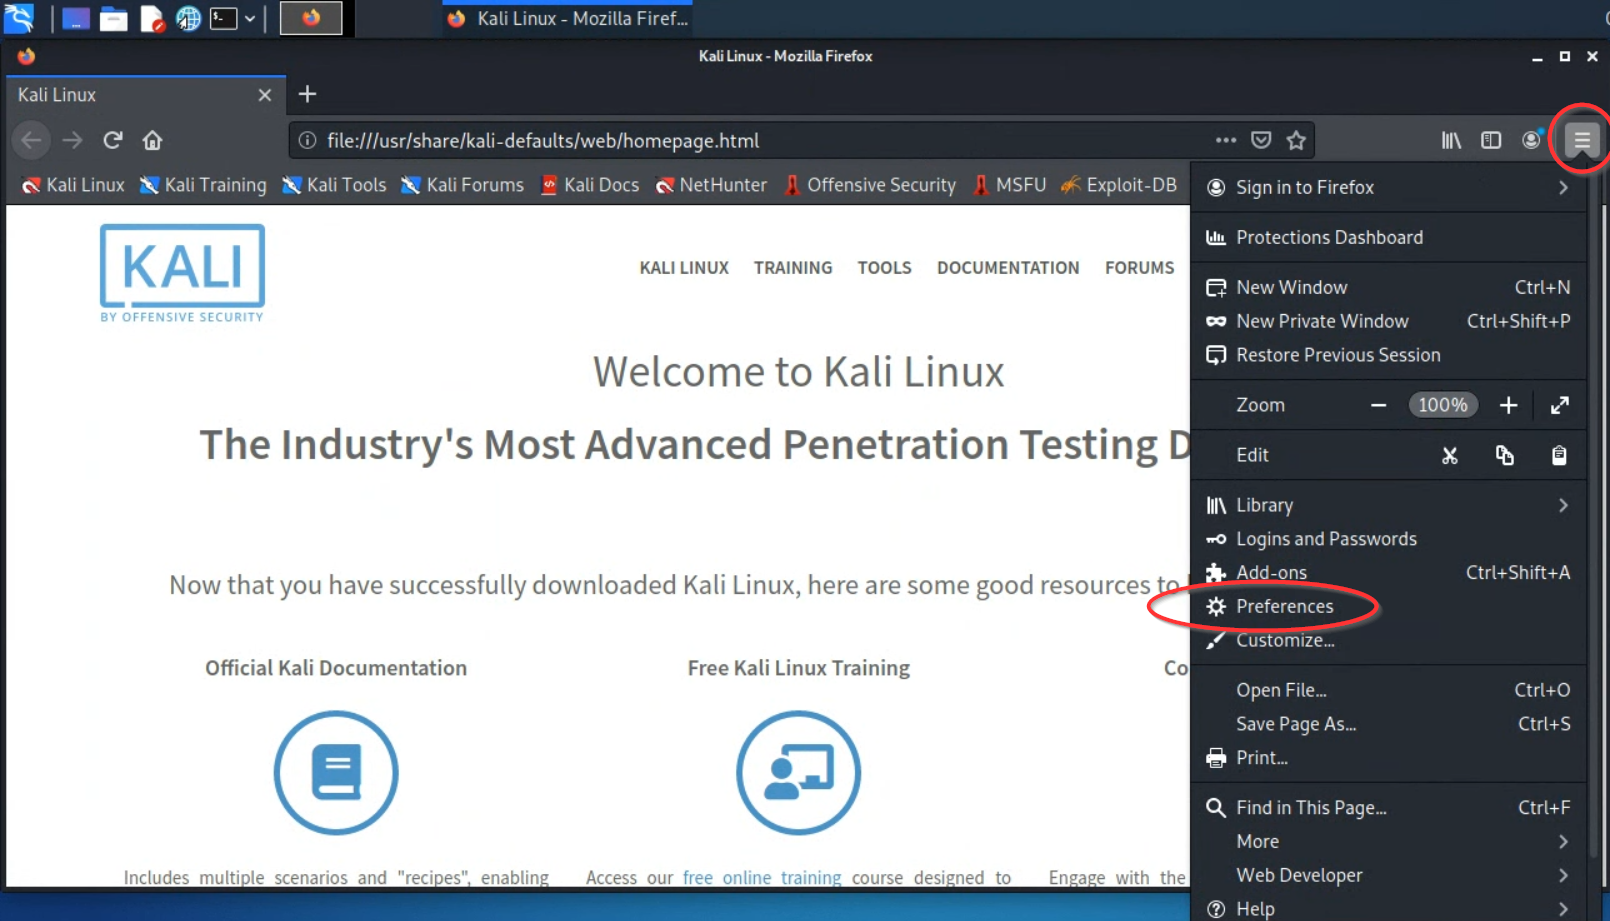 Kali Linux - Mozilla Firef...
Kali Linux - Mozilla Firefox
Kali Linux
file:///usr/share/kali-defaults/web/homepage.html
Kali Linux Kali Training Kali Tools Kali Forums Kali Docs NetHunter Offensive Security MSFU Exploit-DB
KALI
BY OFFENSIVE SECURITY
KALI LINUX TRAINING TOOLS DOCUMENTATION FORUMS
Welcome to Kali Linux
The Industry's Most Advanced Penetration Testing D
Now that you have successfully downloaded Kali Linux, here are some good resources to
Official Kali Documentation
Free Kali Linux Training
Co
Includes multiple scenarios and "recipes", enabling
Access our free online training course designed to
Engage with the
Sign in to Firefox
Protections Dashboard
New Window Ctrl+N
New Private Window Ctrl+Shift+P
Restore Previous Session
Zoom 100%
Edit
Library
Logins and Passwords
Add-ons Ctrl+Shift+A
Preferences
Customize...
Open File... Ctrl+O
Save Page As... Ctrl+S
Print...
Find in This Page... Ctrl+F
More
Web Developer
Help